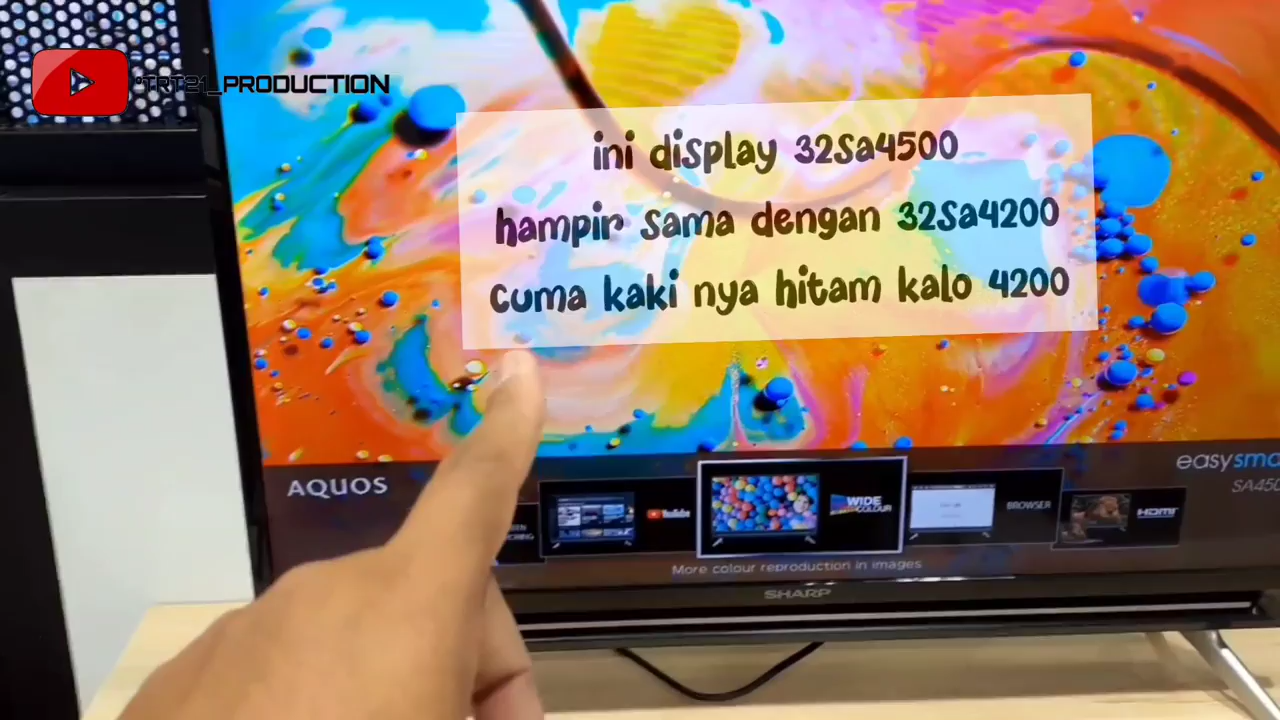 TRT21_PRODUCTION
ini display 32sa4500
hampir sama dengan 32sa4200
cuma kaki nya hitam kalo 4200
AQUOS
easysma
SA450
YouTube
WIDE
COLOUR
BROWSER
HDMI
More colour reproduction in images
SHARP